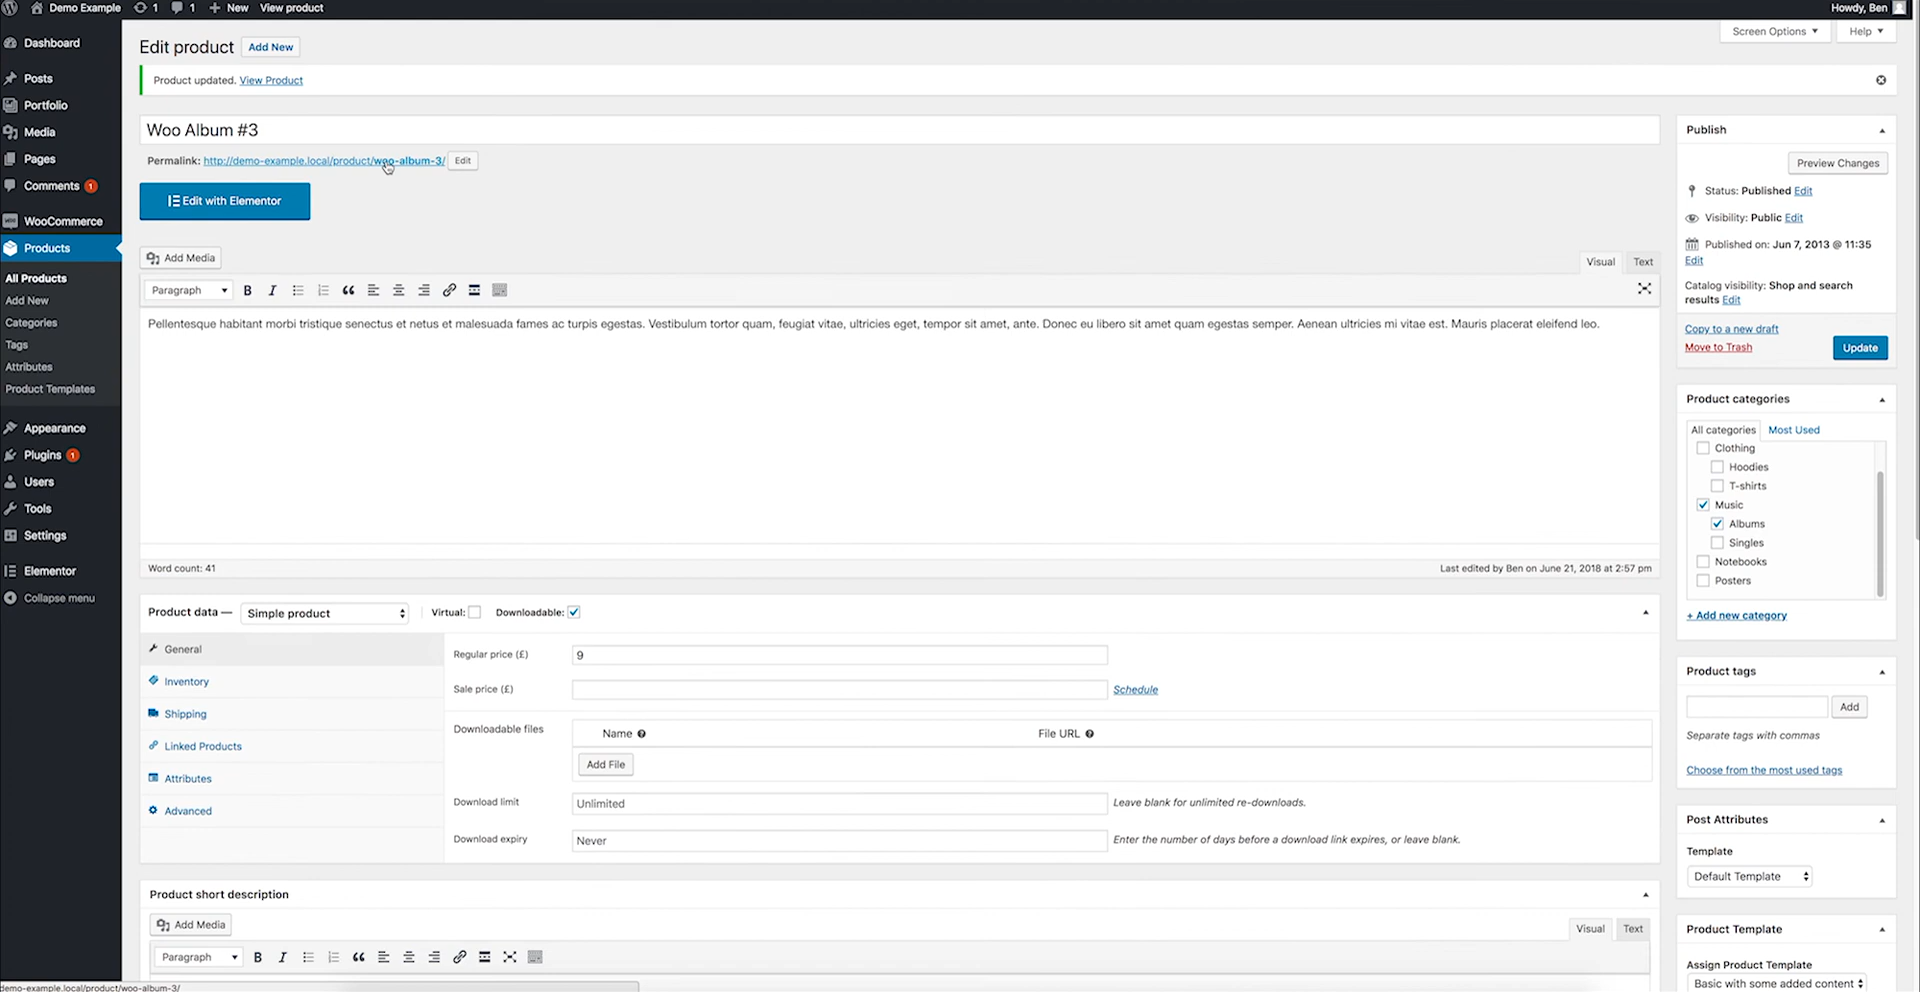 Demo Example 1 1 New View product Howdy, Ben
Dashboard
Posts
Portfolio
Media
Pages
Comments 1
WooCommerce
Products
All Products
Add New
Categories
Tags
Attributes
Product Templates
Appearance
Plugins 1
Users
Tools
Settings
Elementor
Collapse menu
Screen Options Help
Edit product Add New
Product updated. View Product
Woo Album #3
Permalink: http://demo-example.local/product/woo-album-3/ Edit
Edit with Elementor
Add Media Visual Text
Paragraph B I
Pellentesque habitant morbi tristique senectus et netus et malesuada fames ac turpis egestas. Vestibulum tortor quam, feugiat vitae, ultricies eget, tempor sit amet, ante. Donec eu libero sit amet quam egestas semper. Aenean ultricies mi vitae est. Mauris placerat eleifend leo.
Word count: 41 Last edited by Ben on June 21, 2018 at 2:57 pm
Product data — Simple product Virtual: Downloadable:
General
Inventory
Shipping
Linked Products
Attributes
Advanced
Regular price (£) 9
Sale price (£) Schedule
Downloadable files Name File URL
Add File
Download limit Unlimited Leave blank for unlimited re-downloads.
Download expiry Never Enter the number of days before a download link expires, or leave blank.
Product short description
Add Media Visual Text
Paragraph B I
Publish
Preview Changes
Status: Published Edit
Visibility: Public Edit
Published on: Jun 7, 2013 @ 11:35
Edit
Catalog visibility: Shop and search
results Edit
Copy to a new draft
Move to Trash Update
Product categories
All categories Most Used
Clothing
Hoodies
T-shirts
Music
Albums
Singles
Notebooks
Posters
+ Add new category
Product tags
Add
Separate tags with commas
Choose from the most used tags
Post Attributes
Template
Default Template
Product Template
Assign Product Template
Basic with some added content
demo-example.local/product/woo-album-3/